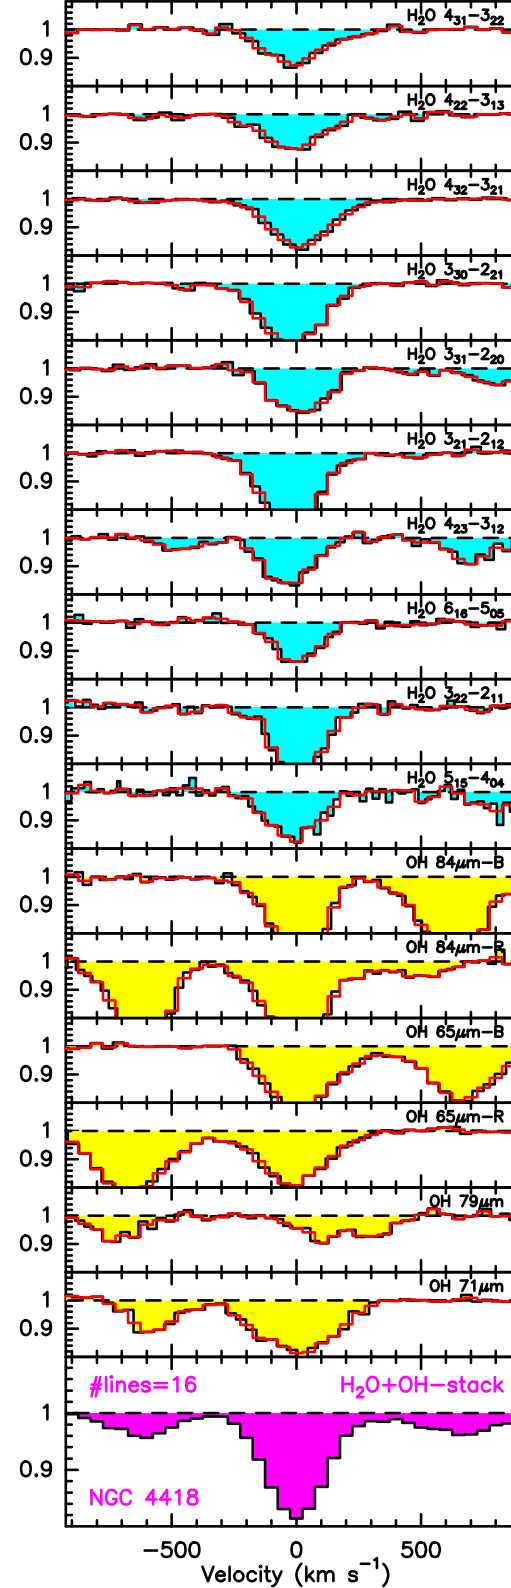 H₂O 4₃₁−3₂₂
1
0.9
H₂O 4₂₂−3₁₃
1
0.9
H₂O 4₃₂−3₂₁
1
0.9
H₂O 3₃₀−2₂₁
1
0.9
H₂O 3₃₁−2₂₀
1
0.9
H₂O 3₂₁−2₁₂
1
0.9
H₂O 4₂₃−3₁₂
1
0.9
H₂O 6₁₆−5₀₅
1
0.9
H₂O 3₂₂−2₁₁
1
0.9
H₂O 5₁₅−4₀₄
1
0.9
OH 84μm−B
1
0.9
OH 84μm−R
1
0.9
OH 65μm−B
1
0.9
OH 65μm−R
1
0.9
OH 79μm
1
0.9
OH 71μm
1
0.9
#lines=16 H₂O+OH−stack
1
0.9
NGC 4418
−500 0 500
Velocity (km s⁻¹)